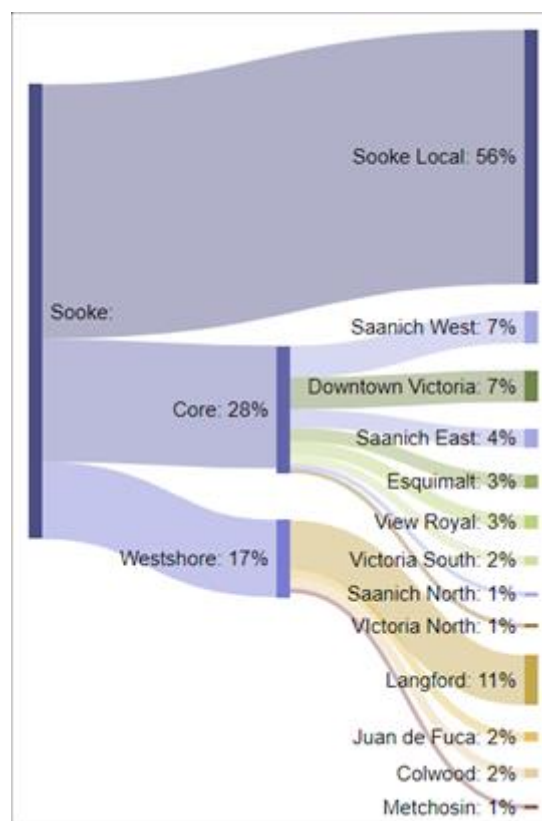 Sooke Local: 56%
Sooke:
Saanich West: 7%
Downtown Victoria: 7%
Core: 28%
Saanich East: 4%
Esquimalt: 3%
View Royal: 3%
Westshore: 17%
Victoria South: 2%
Saanich North: 1%
VIctoria North: 1%
Langford: 11%
Juan de Fuca: 2%
Colwood: 2%
Metchosin: 1%